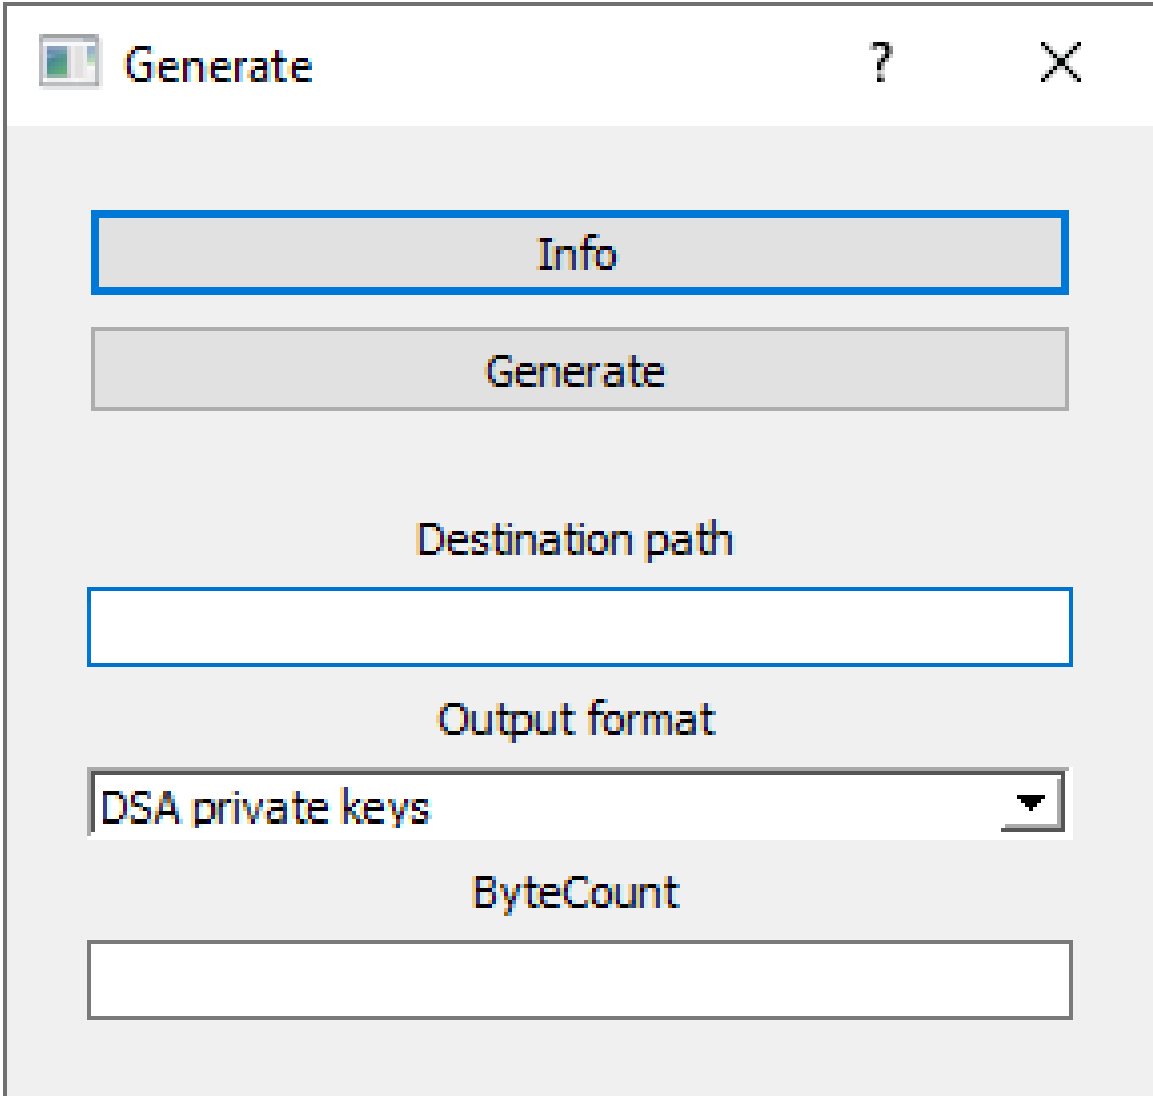 Generate ?
Info
Generate
Destination path
Output format
DSA private keys
ByteCount